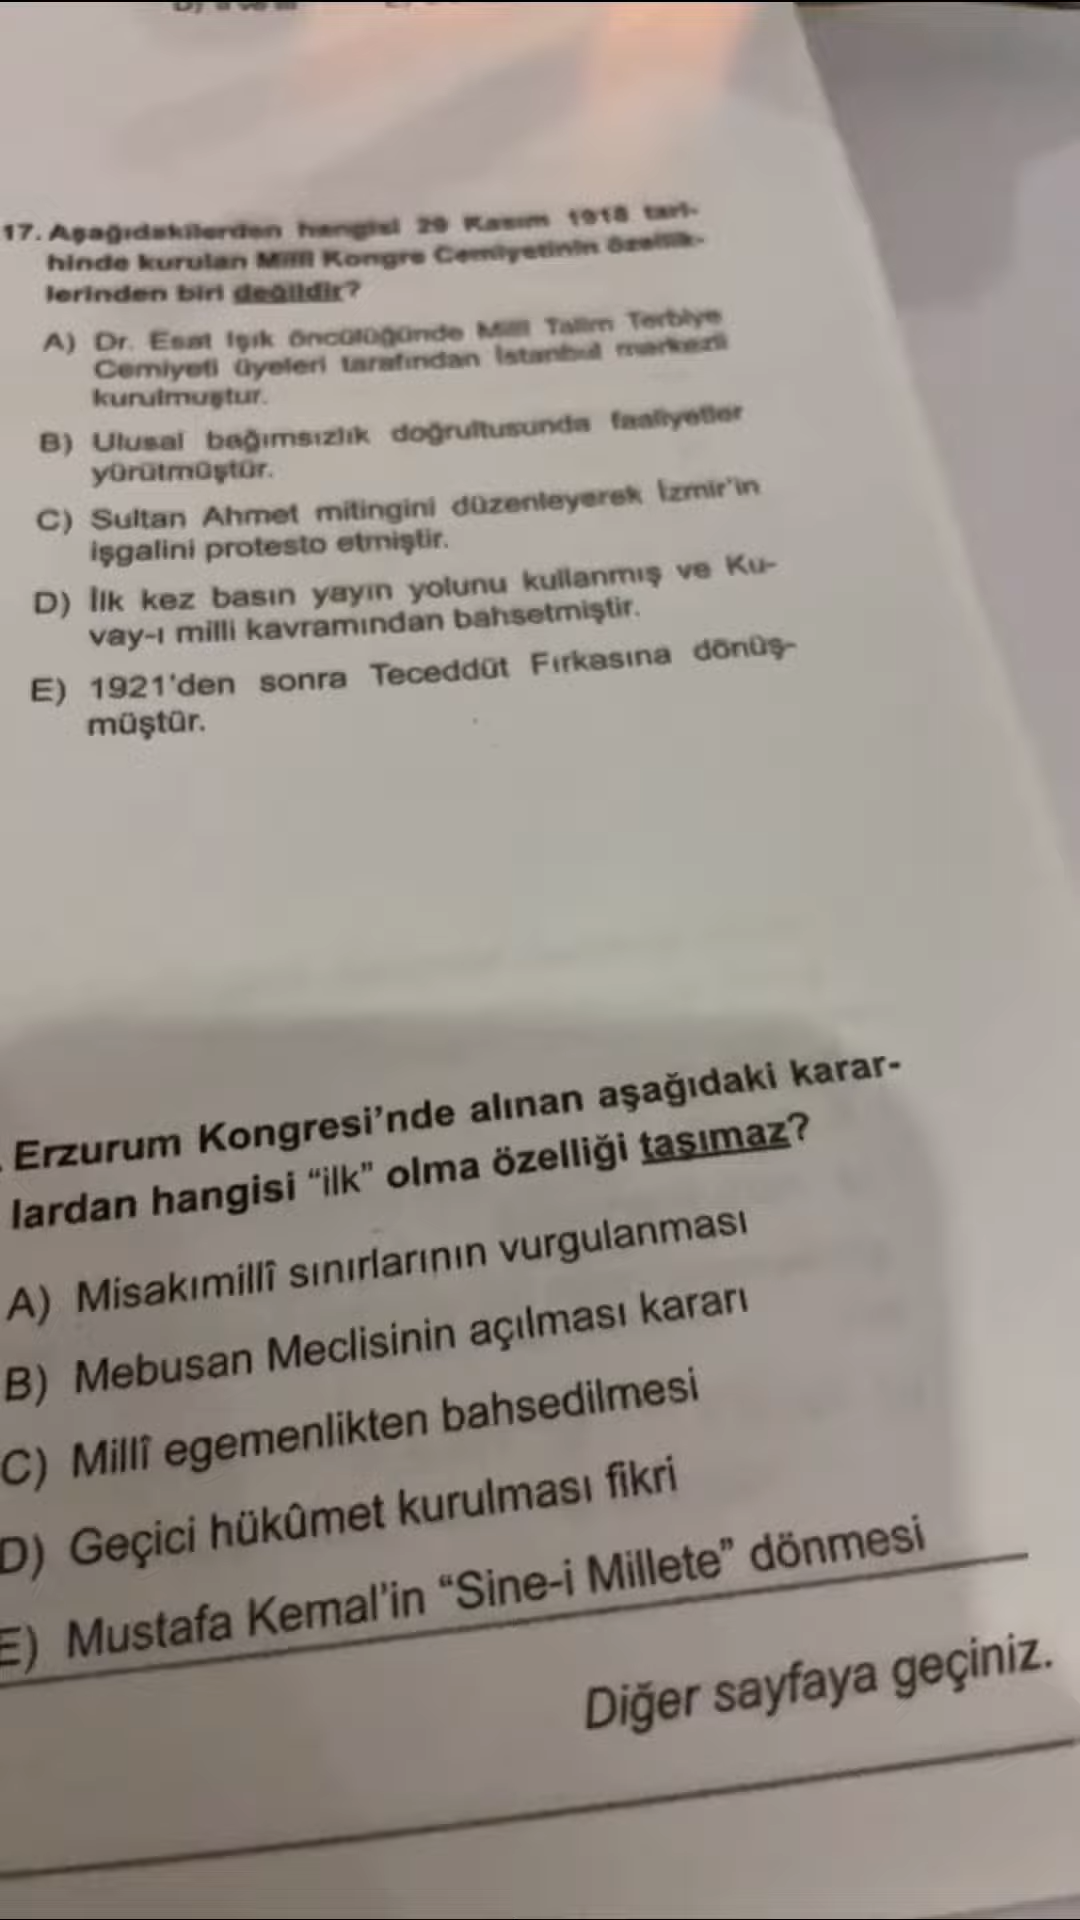 17. Aşağıdakilerden hangisi 29 Kasım 1918 tari-
hinde kurulan Millî Kongre Cemiyetinin özellik-
lerinden biri değildir?
A) Dr. Esat Işık öncülüğünde Millî Talim Terbiye
Cemiyeti üyeleri tarafından İstanbul merkezli
kurulmuştur.
B) Ulusal bağımsızlık doğrultusunda faaliyetler
yürütmüştür.
C) Sultan Ahmet mitingini düzenleyerek İzmir'in
işgalini protesto etmiştir.
D) İlk kez basın yayın yolunu kullanmış ve Ku-
vay-ı milli kavramından bahsetmiştir.
E) 1921'den sonra Teceddüt Fırkasına dönüş-
müştür.
Erzurum Kongresi'nde alınan aşağıdaki karar-
lardan hangisi “ilk” olma özelliği taşımaz?
A) Misakımillî sınırlarının vurgulanması
B) Mebusan Meclisinin açılması kararı
C) Millî egemenlikten bahsedilmesi
D) Geçici hükûmet kurulması fikri
E) Mustafa Kemal'in “Sine-i Millete” dönmesi
Diğer sayfaya geçiniz.